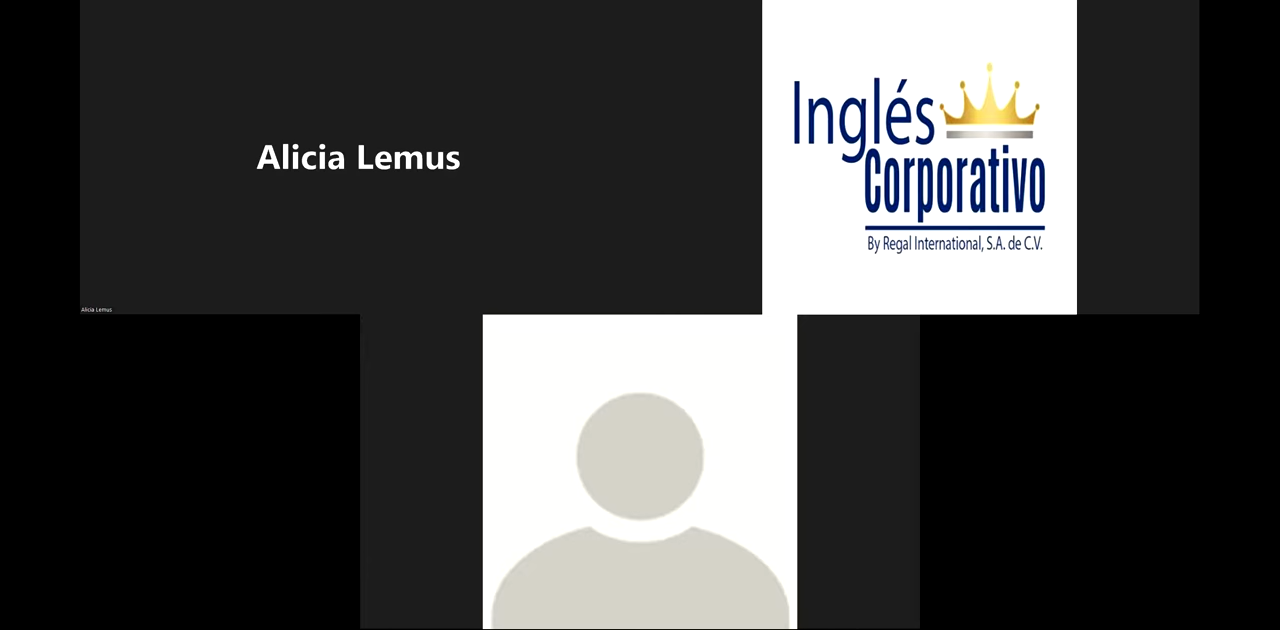 Alicia Lemus
Alicia Lemus
Inglés
Corporativo
By Regal International, S.A. de C.V.